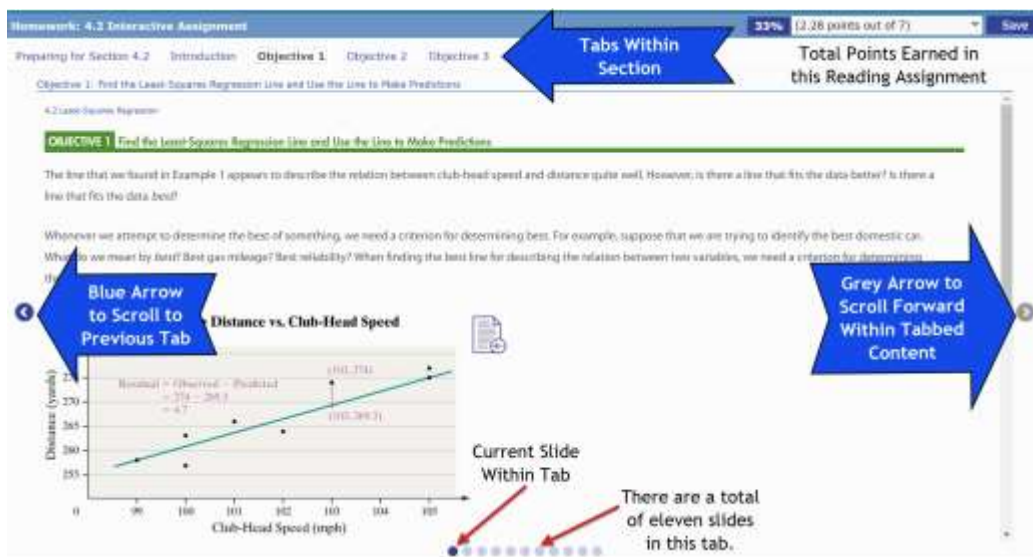 Homework: 4.2 Interactive Assignment
33% (2.28 points out of 7) Save
Preparing for Section 4.2 Introduction Objective 1 Objective 2 Objective 3
Tabs Within
Section
Total Points Earned in
this Reading Assignment
Objective 1: Find the Least-Squares Regression Line and Use the Line to Make Predictions
4.2 Least-Squares Regression
OBJECTIVE 1 Find the Least-Squares Regression Line and Use the Line to Make Predictions
The line that we found in Example 1 appears to describe the relation between club-head speed and distance quite well. However, is there a line that fits the data better? Is there a
line that fits the data best?
Whenever we attempt to determine the best of something, we need a criterion for determining best. For example, suppose that we are trying to identify the best domestic car.
What do we mean by best? Best gas mileage? Best reliability? When finding the best line for describing the relation between two variables, we need a criterion for determining
Blue Arrow
to Scroll to
Previous Tab
Grey Arrow to
Scroll Forward
Within Tabbed
Content
Distance vs. Club-Head Speed
Residual = Observed − Predicted
= 274 − 269.3
= 4.7
(103, 274)
(103, 269.3)
Distance (yards)
270
265
260
255
0 99 100 101 102 103 104 105
Club-Head Speed (mph)
Current Slide
Within Tab
There are a total
of eleven slides
in this tab.